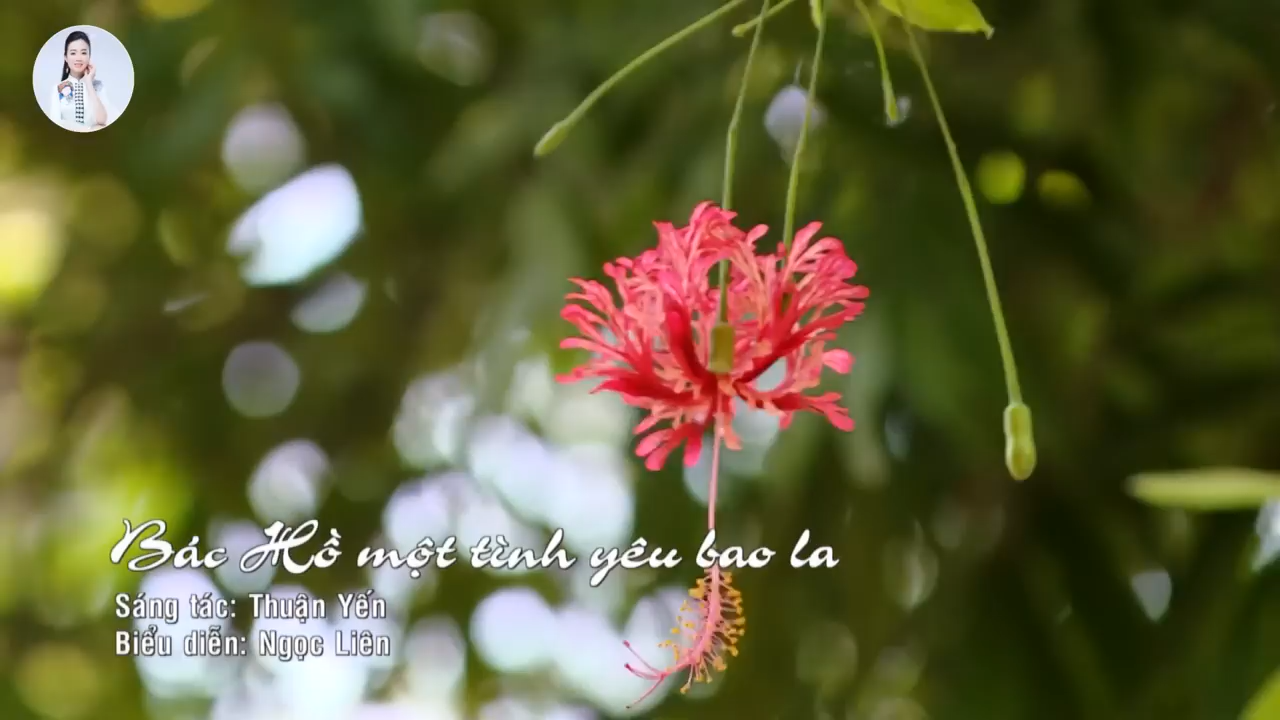 Bác Hồ một tình yêu bao la
Sáng tác: Thuận Yến
Biểu diễn: Ngọc Liên